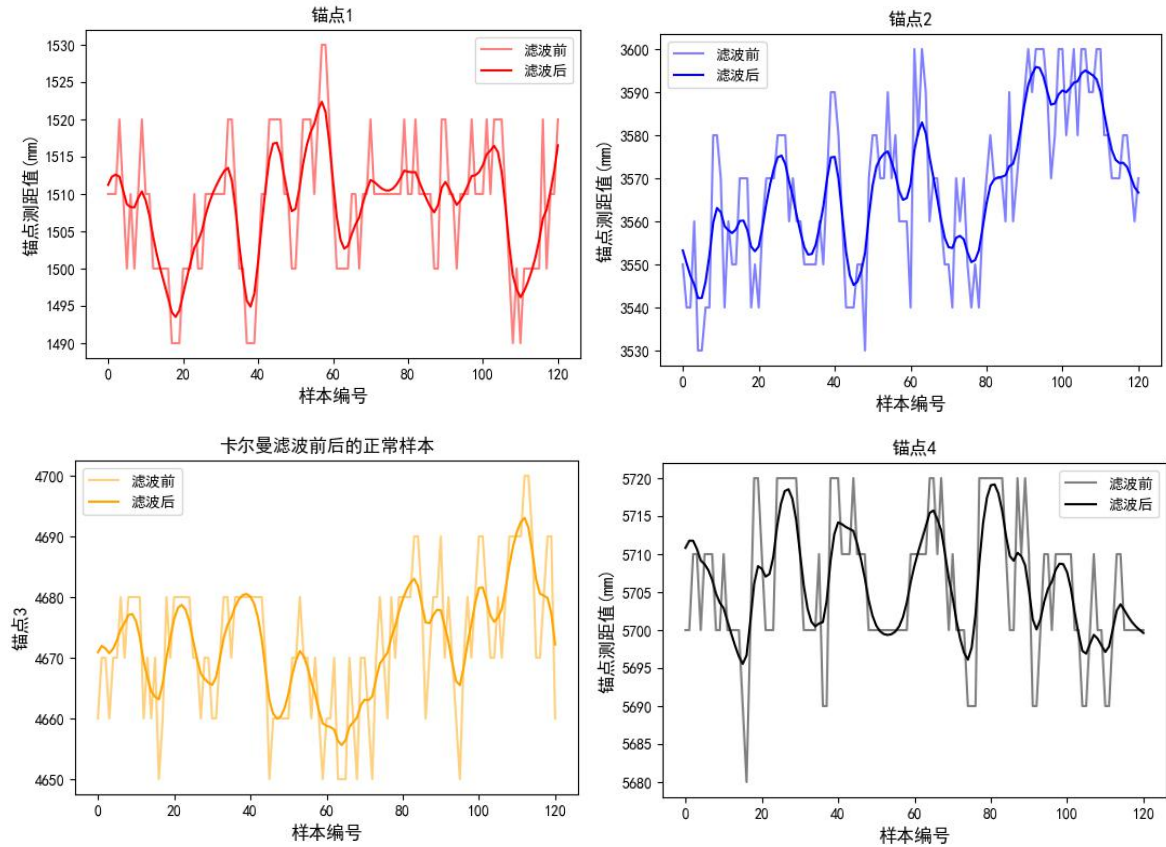 锚点1
锚点测距值(mm)
1530
1525
1520
1515
1510
1505
1500
1495
1490
滤波前
滤波后
0 20 40 60 80 100 120
样本编号
锚点2
锚点测距值(mm)
3600
3590
3580
3570
3560
3550
3540
3530
滤波前
滤波后
0 20 40 60 80 100 120
样本编号
卡尔曼滤波前后的正常样本
锚点3
4700
4690
4680
4670
4660
4650
滤波前
滤波后
0 20 40 60 80 100 120
样本编号
锚点4
锚点测距值(mm)
5720
5715
5710
5705
5700
5695
5690
5685
5680
滤波前
滤波后
0 20 40 60 80 100 120
样本编号